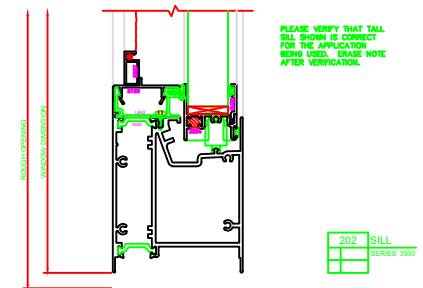 PLEASE VERIFY THAT TALL
SILL SHOWN IS CORRECT
FOR THE APPLICATION
BEING USED. ERASE NOTE
AFTER VERIFICATION.
ROUGH OPENING
WINDOW DIMENSION
202 SILL
SERIES: 3500